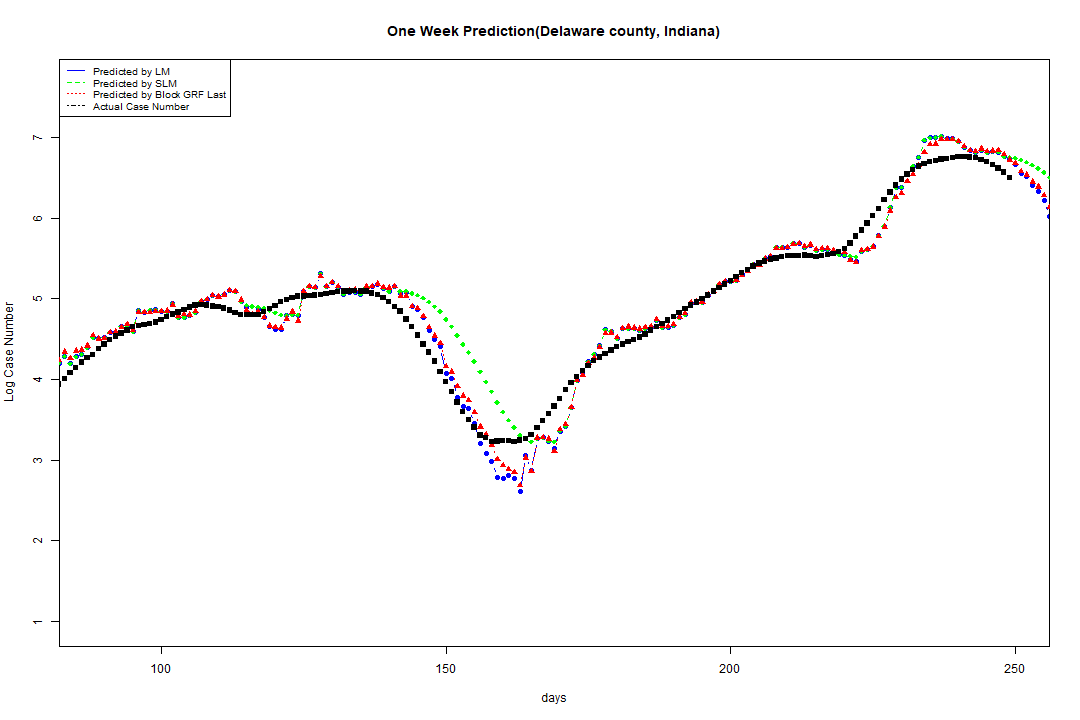 One Week Prediction(Delaware county, Indiana)
Predicted by LM
Predicted by SLM
Predicted by Block GRF Last
Actual Case Number
7
6
5
4
3
2
1
Log Case Number
100 150 200 250
days